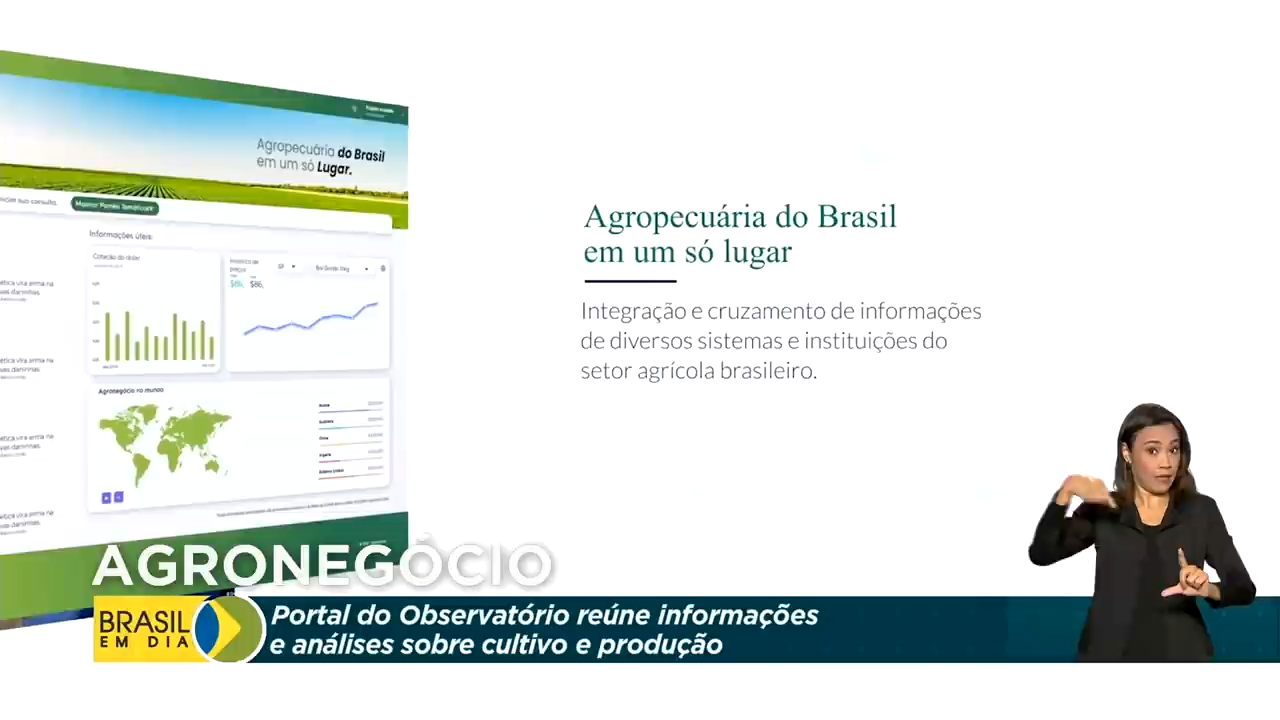 Agropecuária do Brasil
em um só Lugar.
Informações úteis:
Cotação do dólar
Agronegócio no mundo
Agropecuária do Brasil
em um só lugar
Integração e cruzamento de informações
de diversos sistemas e instituições do
setor agrícola brasileiro.
AGRONEGÓCIO
BRASIL
EM DIA
Portal do Observatório reúne informações
e análises sobre cultivo e produção